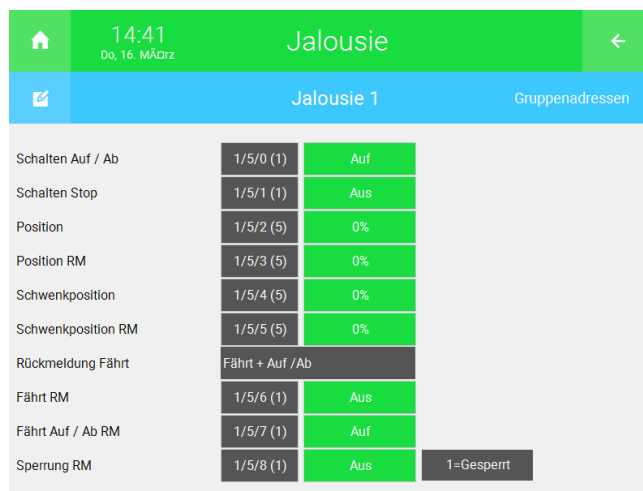 14:41
Do, 16. MÃ¤rz
Jalousie
Jalousie 1
Gruppenadressen
Schalten Auf / Ab 1/5/0 (1) Auf
Schalten Stop 1/5/1 (1) Aus
Position 1/5/2 (5) 0%
Position RM 1/5/3 (5) 0%
Schwenkposition 1/5/4 (5) 0%
Schwenkposition RM 1/5/5 (5) 0%
Rückmeldung Fährt Fährt + Auf /Ab
Fährt RM 1/5/6 (1) Aus
Fährt Auf / Ab RM 1/5/7 (1) Auf
Sperrung RM 1/5/8 (1) Aus 1=Gesperrt